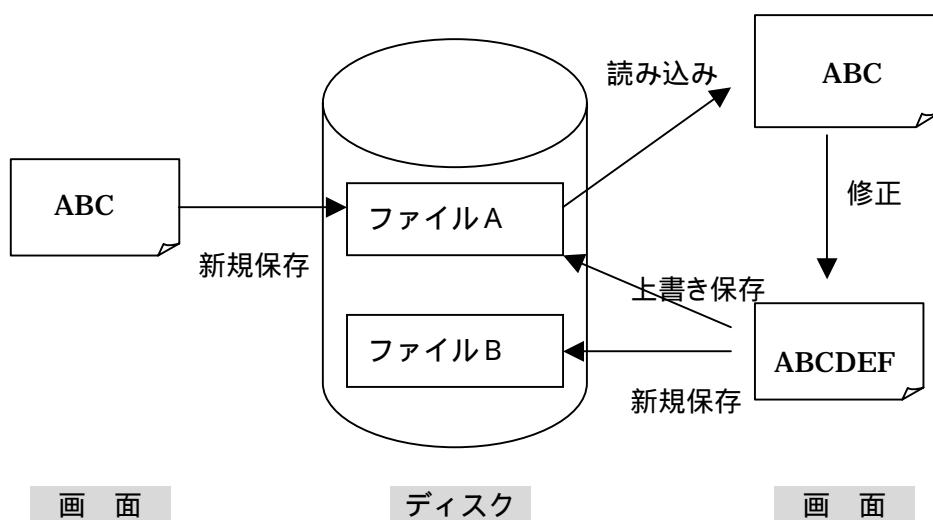 ABC
新規保存
ファイルA
ファイルB
読み込み
ABC
修正
上書き保存
ABCDEF
新規保存
画　面
ディスク
画　面